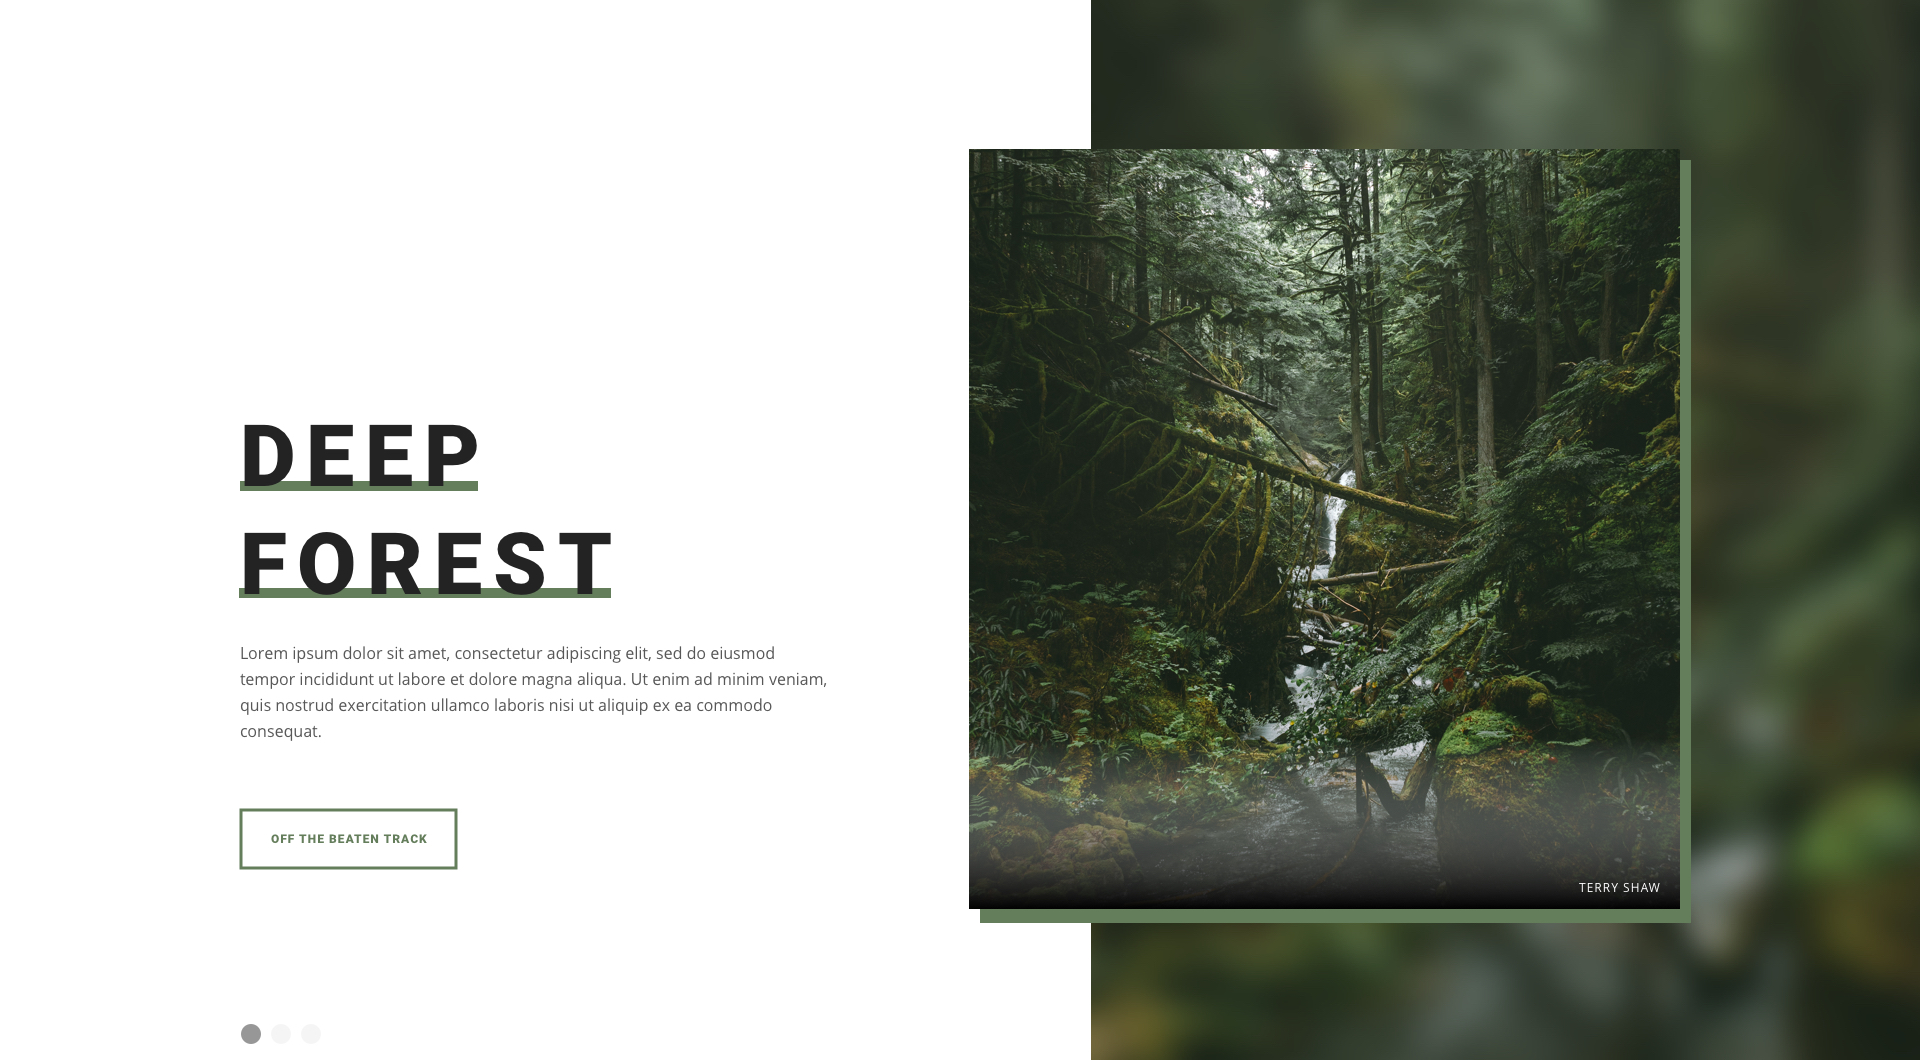 DEEP
FOREST
Lorem ipsum dolor sit amet, consectetur adipiscing elit, sed do eiusmod
tempor incididunt ut labore et dolore magna aliqua. Ut enim ad minim veniam,
quis nostrud exercitation ullamco laboris nisi ut aliquip ex ea commodo
consequat.
OFF THE BEATEN TRACK
TERRY SHAW